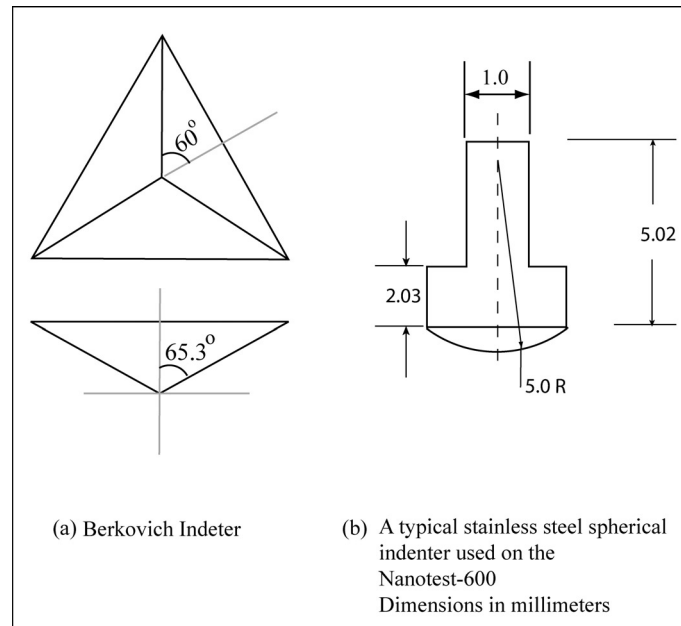 60°
65.3°
(a) Berkovich Indeter
1.0
5.02
2.03
5.0 R
(b) A typical stainless steel spherical
indenter used on the
Nanotest-600
Dimensions in millimeters